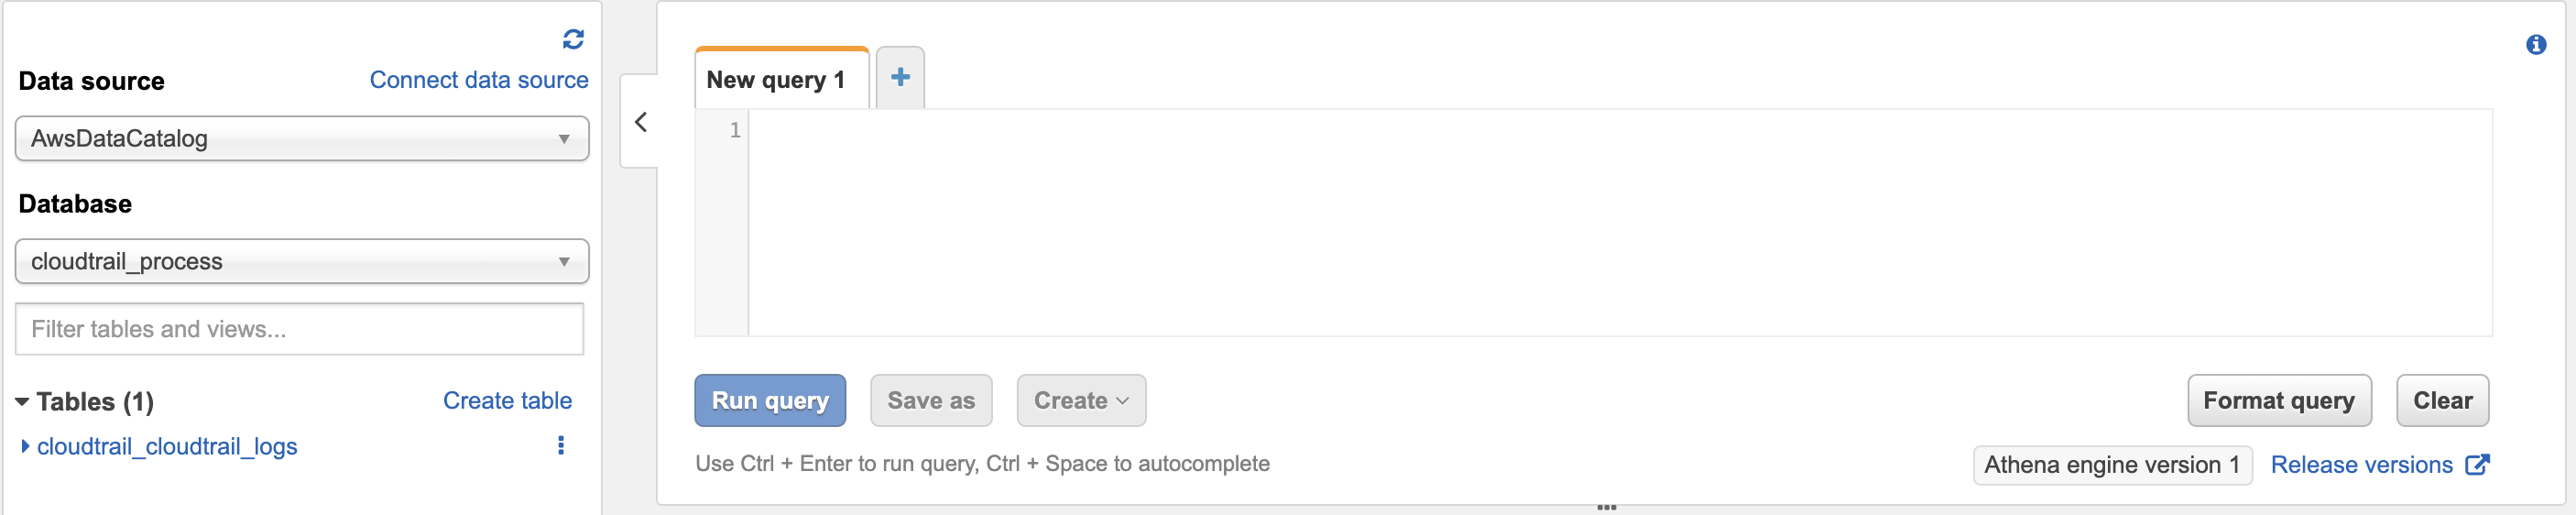 Data source
Connect data source
AwsDataCatalog
Database
cloudtrail_process
Filter tables and views...
Tables (1)
Create table
cloudtrail_cloudtrail_logs
New query 1
+
1
Run query
Save as
Create
Format query
Clear
Use Ctrl + Enter to run query, Ctrl + Space to autocomplete
Athena engine version 1
Release versions